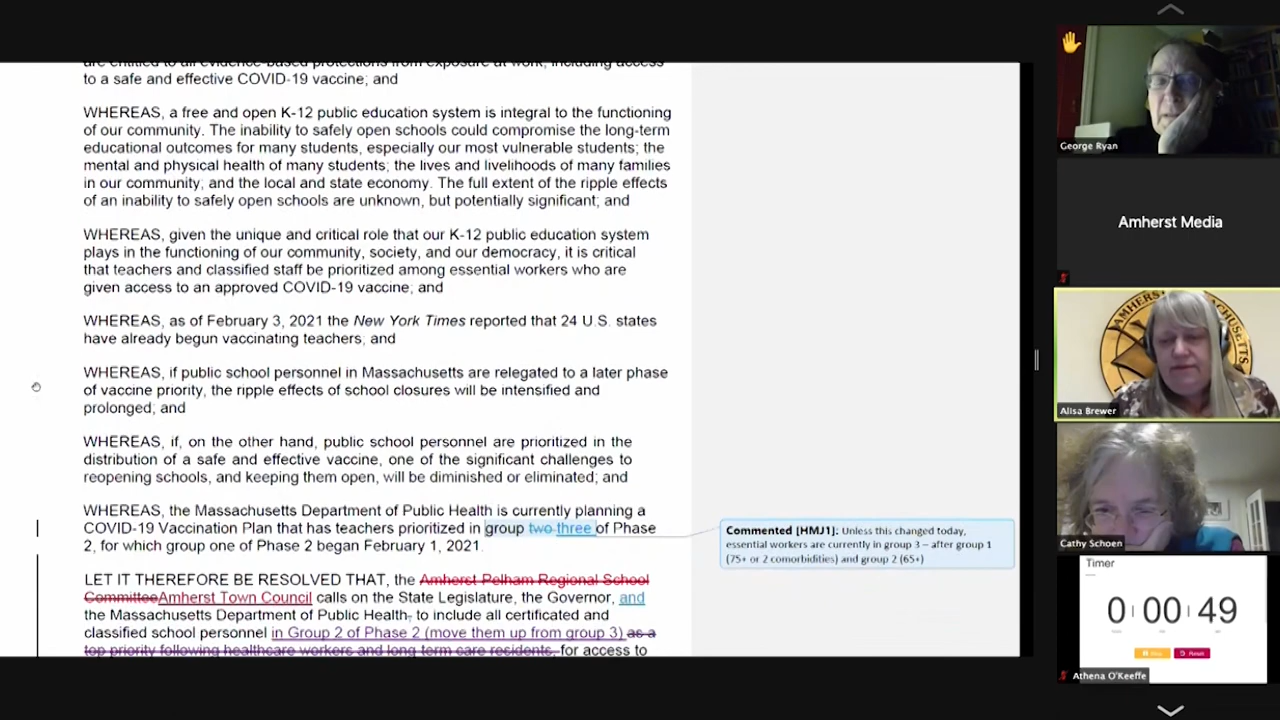 are entitled to all evidence-based protections from exposure at work, including access
to a safe and effective COVID-19 vaccine; and
WHEREAS, a free and open K-12 public education system is integral to the functioning
of our community. The inability to safely open schools could compromise the long-term
educational outcomes for many students, especially our most vulnerable students; the
mental and physical health of many students; the lives and livelihoods of many families
in our community; and the local and state economy. The full extent of the ripple effects
of an inability to safely open schools are unknown, but potentially significant; and
WHEREAS, given the unique and critical role that our K-12 public education system
plays in the functioning of our community, society, and our democracy, it is critical
that teachers and classified staff be prioritized among essential workers who are
given access to an approved COVID-19 vaccine; and
WHEREAS, as of February 3, 2021 the New York Times reported that 24 U.S. states
have already begun vaccinating teachers; and
WHEREAS, if public school personnel in Massachusetts are relegated to a later phase
of vaccine priority, the ripple effects of school closures will be intensified and
prolonged; and
WHEREAS, if, on the other hand, public school personnel are prioritized in the
distribution of a safe and effective vaccine, one of the significant challenges to
reopening schools, and keeping them open, will be diminished or eliminated; and
WHEREAS, the Massachusetts Department of Public Health is currently planning a
COVID-19 Vaccination Plan that has teachers prioritized in group two three of Phase
2, for which group one of Phase 2 began February 1, 2021.
LET IT THEREFORE BE RESOLVED THAT, the Amherst Pelham Regional School
CommitteeAmherst Town Council calls on the State Legislature, the Governor, and
the Massachusetts Department of Public Health, to include all certificated and
classified school personnel in Group 2 of Phase 2 (move them up from group 3) as a
top priority following healthcare workers and long term care residents, for access to
Commented [HMJ1]: Unless this changed today,
essential workers are currently in group 3 – after group 1
(75+ or 2 comorbidities) and group 2 (65+)
George Ryan
Amherst Media
Alisa Brewer
Cathy Schoen
Timer
0 00 49
Athena O'Keeffe